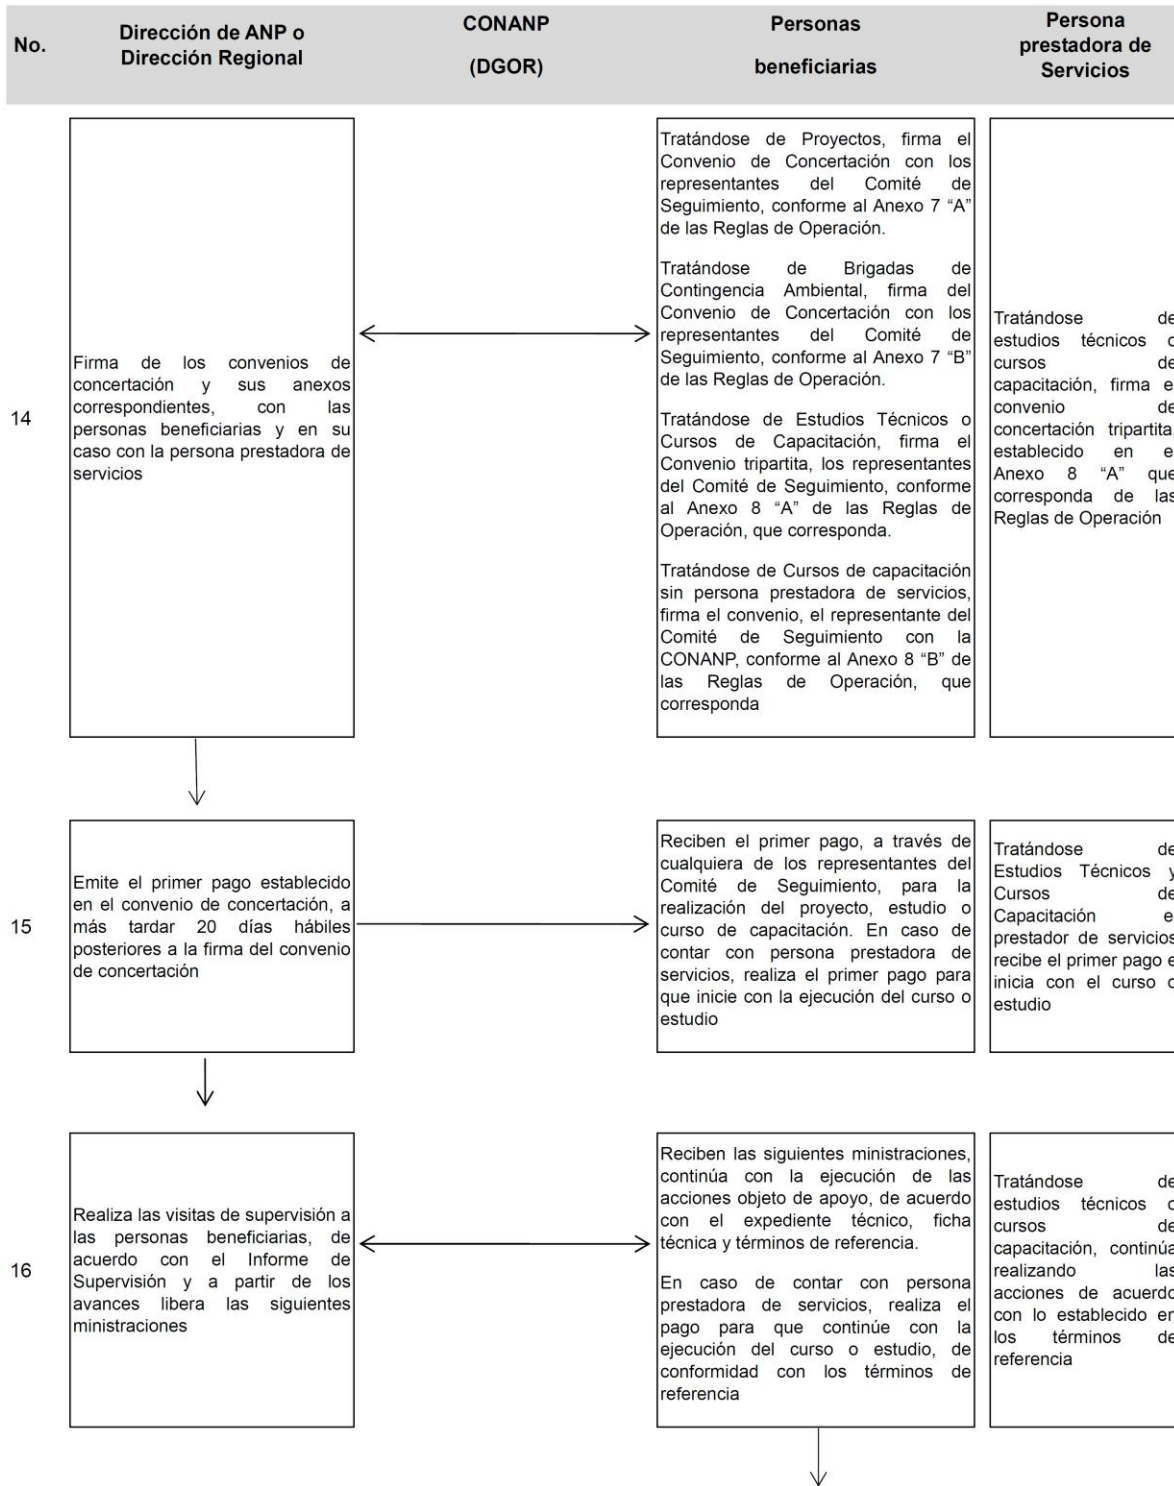 No.
Dirección de ANP o
Dirección Regional
CONANP
(DGOR)
Personas
beneficiarias
Persona
prestadora de
Servicios
14
Firma de los convenios de
concertación y sus anexos
correspondientes, con las
personas beneficiarias y en su
caso con la persona prestadora de
servicios
Tratándose de Proyectos, firma el
Convenio de Concertación con los
representantes del Comité de
Seguimiento, conforme al Anexo 7 “A”
de las Reglas de Operación.
Tratándose de Brigadas de
Contingencia Ambiental, firma del
Convenio de Concertación con los
representantes del Comité de
Seguimiento, conforme al Anexo 7 “B”
de las Reglas de Operación.
Tratándose de Estudios Técnicos o
Cursos de Capacitación, firma el
Convenio tripartita, los representantes
del Comité de Seguimiento, conforme
al Anexo 8 “A” de las Reglas de
Operación, que corresponda.
Tratándose de Cursos de capacitación
sin persona prestadora de servicios,
firma el convenio, el representante del
Comité de Seguimiento con la
CONANP, conforme al Anexo 8 “B” de
las Reglas de Operación, que
corresponda
Tratándose de
estudios técnicos o
cursos de
capacitación, firma el
convenio de
concertación tripartita,
establecido en el
Anexo 8 “A” que
corresponda de las
Reglas de Operación
15
Emite el primer pago establecido
en el convenio de concertación, a
más tardar 20 días hábiles
posteriores a la firma del convenio
de concertación
Reciben el primer pago, a través de
cualquiera de los representantes del
Comité de Seguimiento, para la
realización del proyecto, estudio o
curso de capacitación. En caso de
contar con persona prestadora de
servicios, realiza el primer pago para
que inicie con la ejecución del curso o
estudio
Tratándose de
Estudios Técnicos y
Cursos de
Capacitación el
prestador de servicios
recibe el primer pago e
inicia con el curso o
estudio
16
Realiza las visitas de supervisión a
las personas beneficiarias, de
acuerdo con el Informe de
Supervisión y a partir de los
avances libera las siguientes
ministraciones
Reciben las siguientes ministraciones,
continúa con la ejecución de las
acciones objeto de apoyo, de acuerdo
con el expediente técnico, ficha
técnica y términos de referencia.
En caso de contar con persona
prestadora de servicios, realiza el
pago para que continúe con la
ejecución del curso o estudio, de
conformidad con los términos de
referencia
Tratándose de
estudios técnicos o
cursos de
capacitación, continúa
realizando las
acciones de acuerdo
con lo establecido en
los términos de
referencia